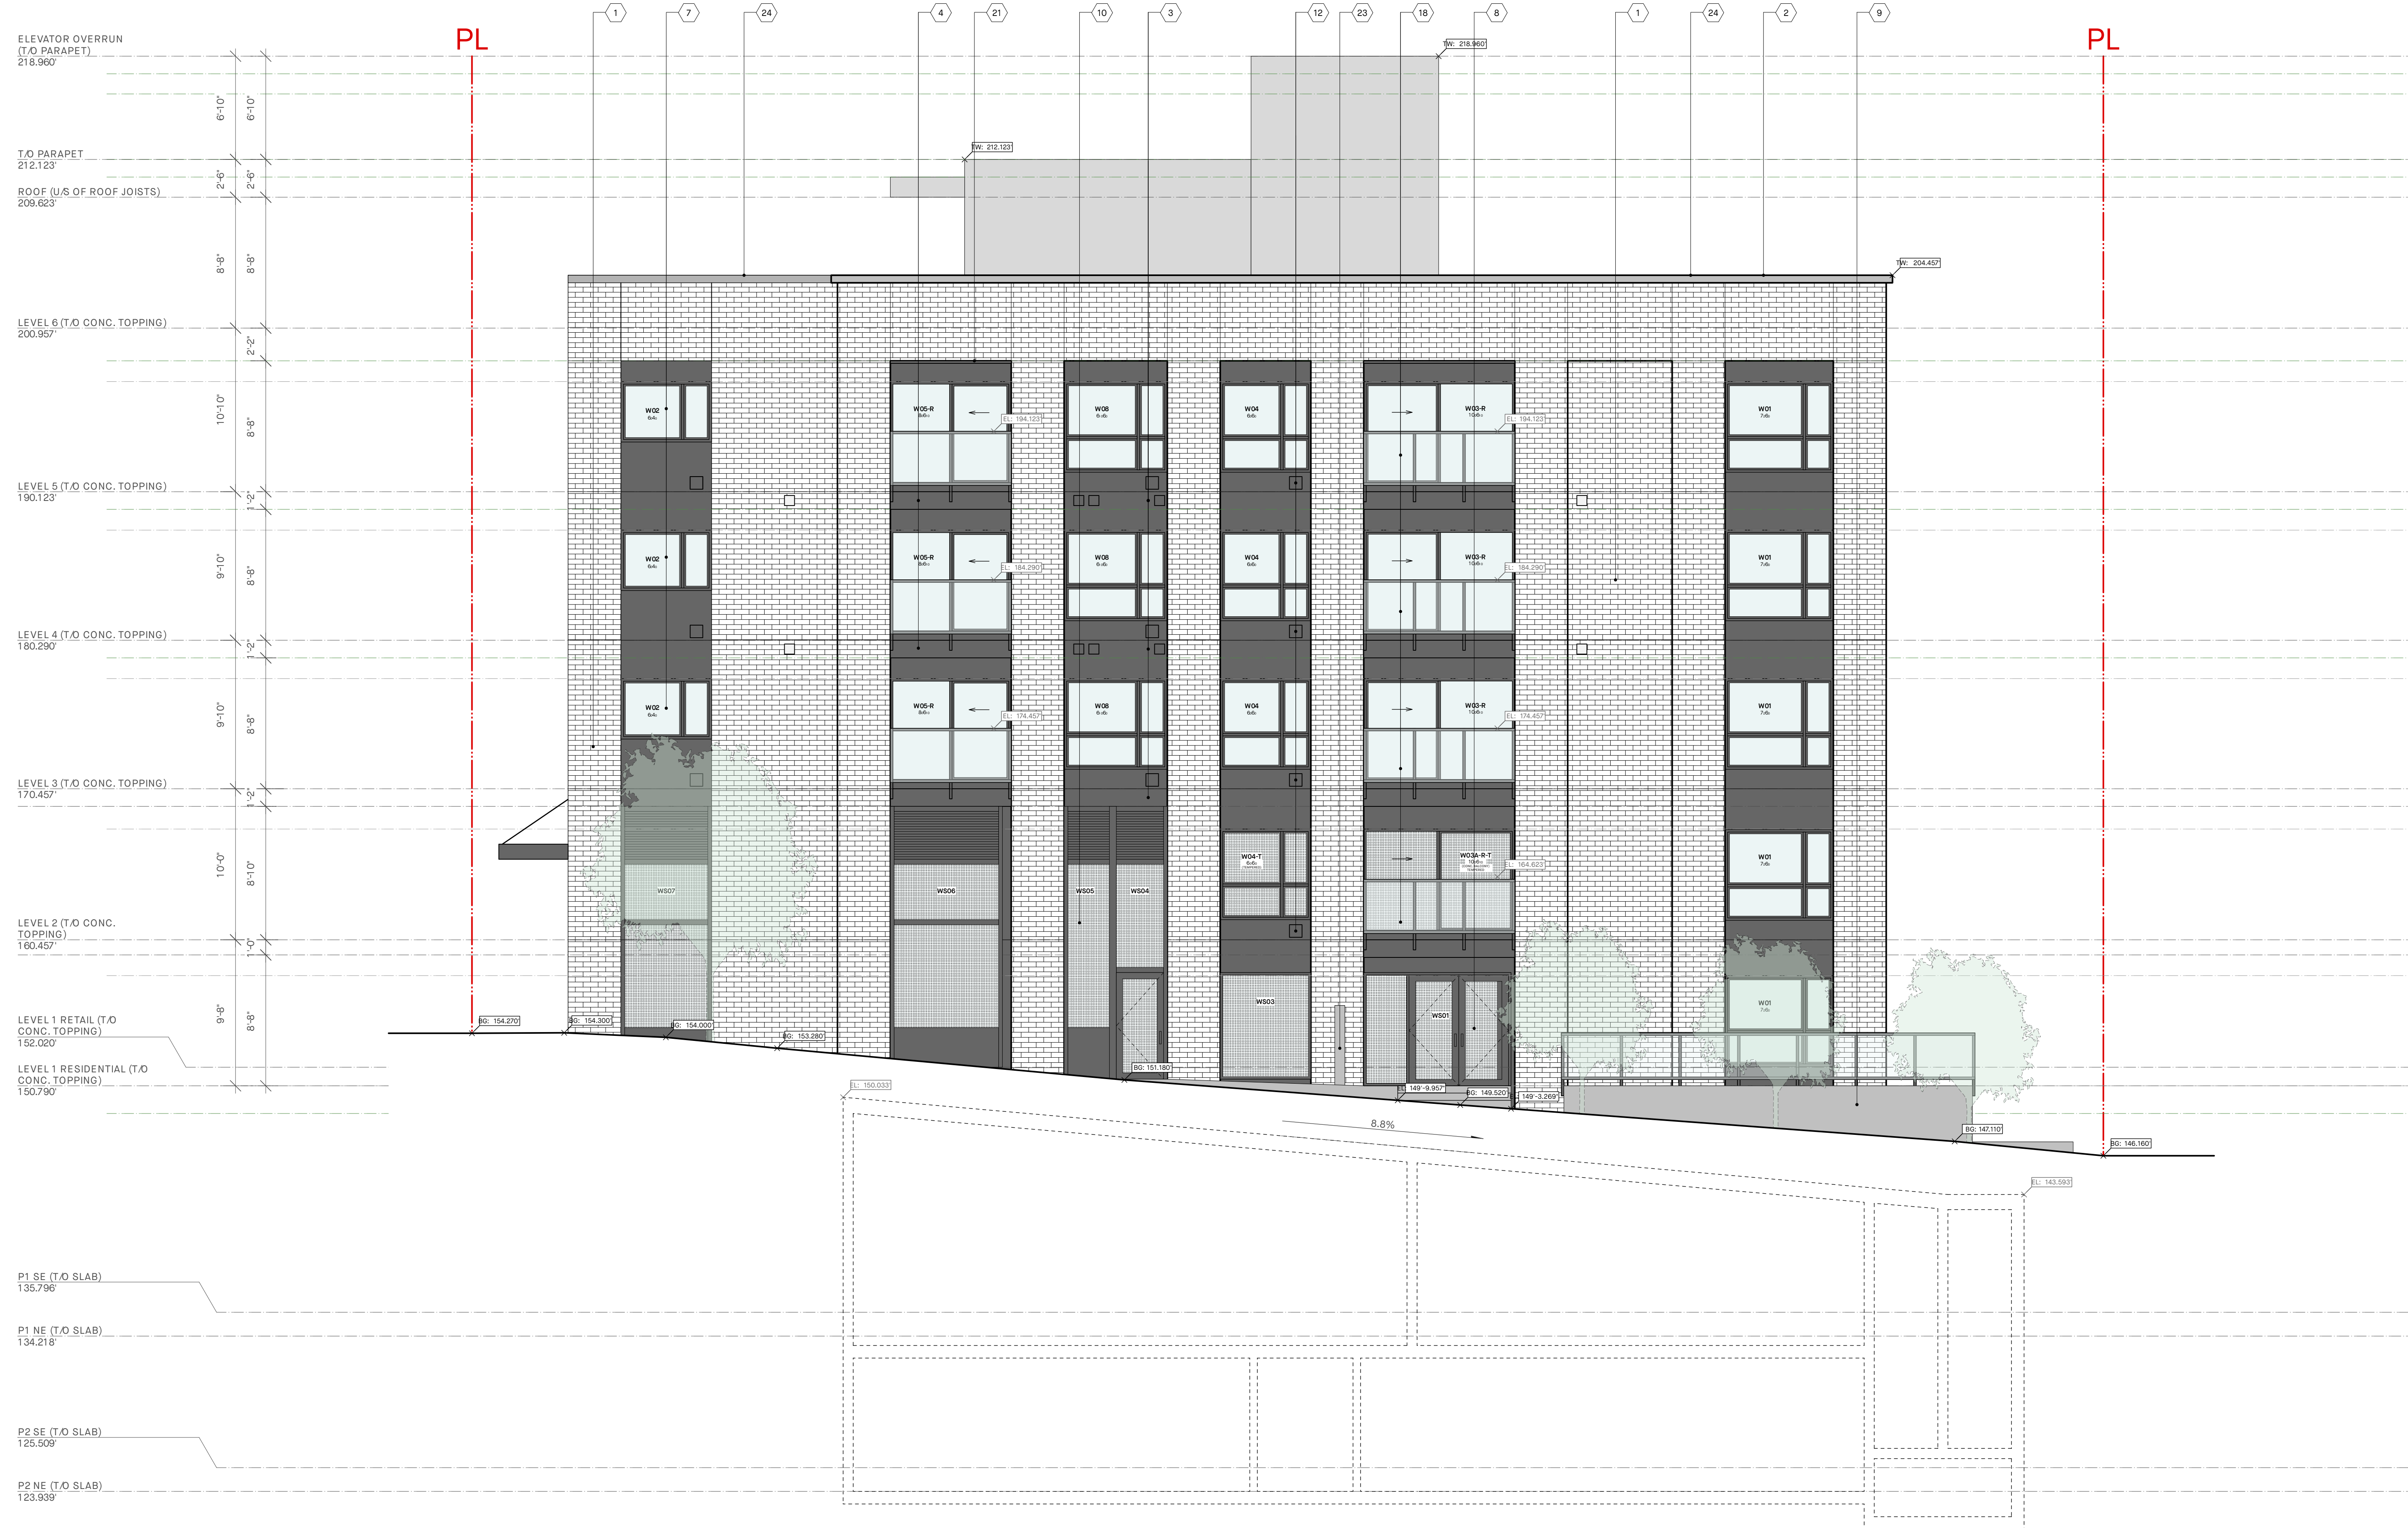 1
7
24
4
21
10
3
12
23
18
8
1
24
2
9
PL
PL
ELEVATOR OVERRUN
(T/O PARAPET)
218.960'
TW: 218.960'
6'-10"
6'-10"
T/O PARAPET
212.123'
TW: 212.123'
2'-6"
2'-6"
ROOF (U/S OF ROOF JOISTS)
209.623'
8'-8"
8'-8"
TW: 204.457'
LEVEL 6 (T/O CONC. TOPPING)
200.957'
2'-2"
10'-10"
8'-8"
W02
W05-R
W08
W04
W03-R
W01
EL: 194.123'
EL: 194.123'
LEVEL 5 (T/O CONC. TOPPING)
190.123'
1'-2"
9'-10"
8'-8"
W02
W05-R
W08
W04
W03-R
W01
EL: 184.290'
EL: 184.290'
LEVEL 4 (T/O CONC. TOPPING)
180.290'
1'-2"
9'-10"
8'-8"
W02
W05-R
W08
W04
W03-R
W01
EL: 174.457'
EL: 174.457'
LEVEL 3 (T/O CONC. TOPPING)
170.457'
1'-2"
10'-0"
8'-10"
W04-T
W03A-R-T
W01
EL: 164.623'
WS07
WS06
WS05
WS04
LEVEL 2 (T/O CONC.
TOPPING)
160.457'
1'-0"
9'-8"
8'-8"
WS03
WS01
W01
LEVEL 1 RETAIL (T/O
CONC. TOPPING)
152.020'
BG: 154.270'
BG: 154.300'
BG: 154.000'
BG: 153.280'
LEVEL 1 RESIDENTIAL (T/O
CONC. TOPPING)
150.790'
BG: 151.180'
EL: 150.033'
149'-9.957"
BG: 149.520'
149'-3.269"
8.8%
BG: 147.110'
BG: 146.160'
EL: 143.593'
P1 SE (T/O SLAB)
135.796'
P1 NE (T/O SLAB)
134.218'
P2 SE (T/O SLAB)
125.509'
P2 NE (T/O SLAB)
123.939'